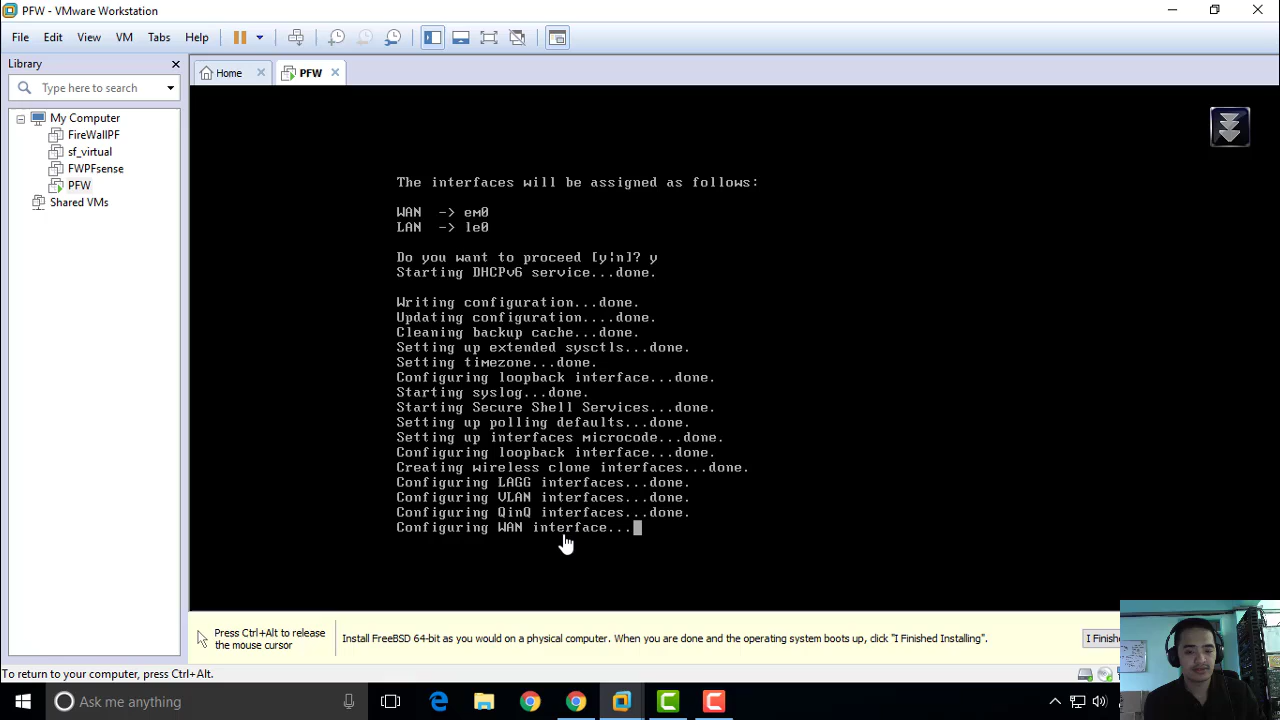 PFW - VMware Workstation
File Edit View VM Tabs Help
Library
Type here to search
My Computer
FireWallPF
sf_virtual
FWPFsense
PFW
Shared VMs
Home
PFW
The interfaces will be assigned as follows:
WAN -> em0
LAN -> le0
Do you want to proceed [y|n]? y
Starting DHCPv6 service...done.
Writing configuration...done.
Updating configuration....done.
Cleaning backup cache...done.
Setting up extended sysctls...done.
Setting timezone...done.
Configuring loopback interface...done.
Starting syslog...done.
Starting Secure Shell Services...done.
Setting up polling defaults...done.
Setting up interfaces microcode...done.
Configuring loopback interface...done.
Creating wireless clone interfaces...done.
Configuring LAGG interfaces...done.
Configuring VLAN interfaces...done.
Configuring QinQ interfaces...done.
Configuring WAN interface...
Press Ctrl+Alt to release
the mouse cursor
Install FreeBSD 64-bit as you would on a physical computer. When you are done and the operating system boots up, click "I Finished Installing".
I Finish
To return to your computer, press Ctrl+Alt.
Ask me anything